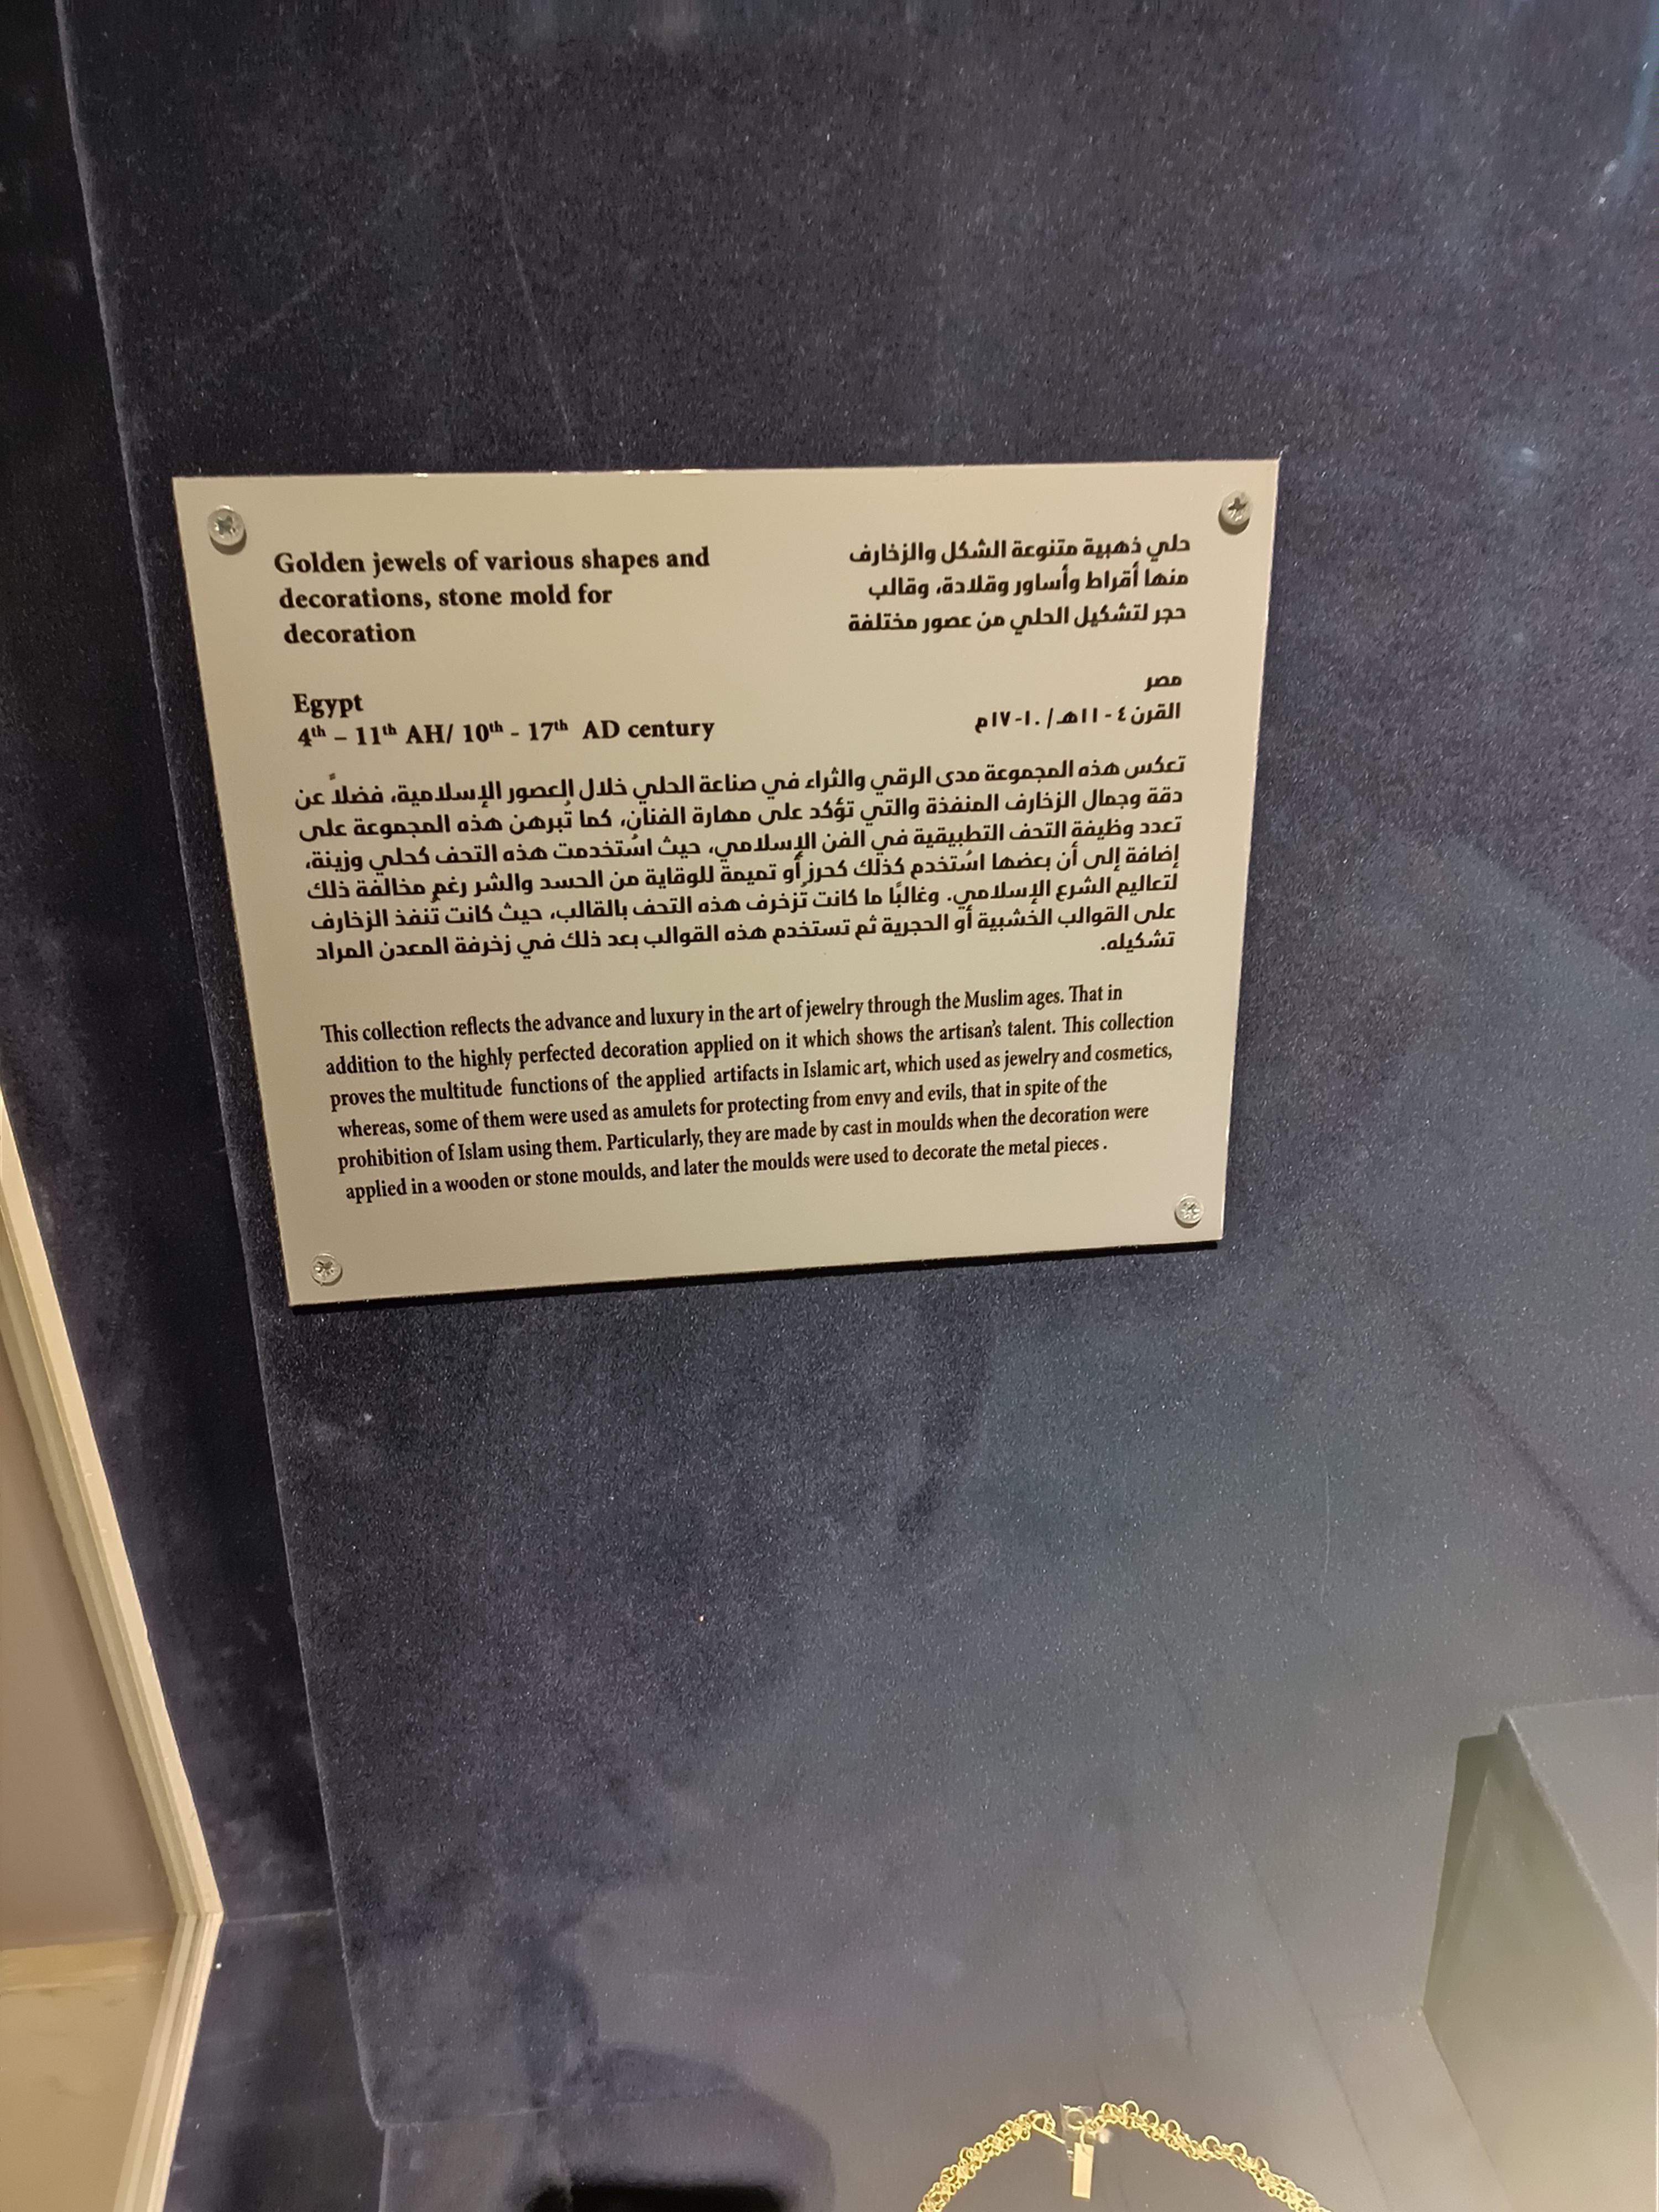 Golden jewels of various shapes and
decorations, stone mold for
decoration
حلي ذهبية متنوعة الشكل والزخارف
منها أقراط وأساور وقلادة، وقالب
حجر لتشكيل الحلي من عصور مختلفة
Egypt
4th – 11th AH/ 10th - 17th AD century
مصر
القرن ٤ - ١١هـ/ ١٠-١٧م
تعكس هذه المجموعة مدى الرقي والثراء في صناعة الحلي خلال العصور الإسلامية، فضلاً عن
دقة وجمال الزخارف المنفذة والتي تؤكد على مهارة الفنان، كما تُبرهن هذه المجموعة على
تعدد وظيفة التحف التطبيقية في الفن الإسلامي، حيث استُخدمت هذه التحف كحلي وزينة،
إضافة إلى أن بعضها استُخدم كذلك كحرز أو تميمة للوقاية من الحسد والشر رغم مخالفة ذلك
لتعاليم الشرع الإسلامي. وغالبًا ما كانت تُزخرف هذه التحف بالقالب، حيث كانت تُنفذ الزخارف
على القوالب الخشبية أو الحجرية ثم تستخدم هذه القوالب بعد ذلك في زخرفة المعدن المراد
تشكيله.
This collection reflects the advance and luxury in the art of jewelry through the Muslim ages. That in
addition to the highly perfected decoration applied on it which shows the artisan's talent. This collection
proves the multitude functions of the applied artifacts in Islamic art, which used as jewelry and cosmetics,
whereas, some of them were used as amulets for protecting from envy and evils, that in spite of the
prohibition of Islam using them. Particularly, they are made by cast in moulds when the decoration were
applied in a wooden or stone moulds, and later the moulds were used to decorate the metal pieces .